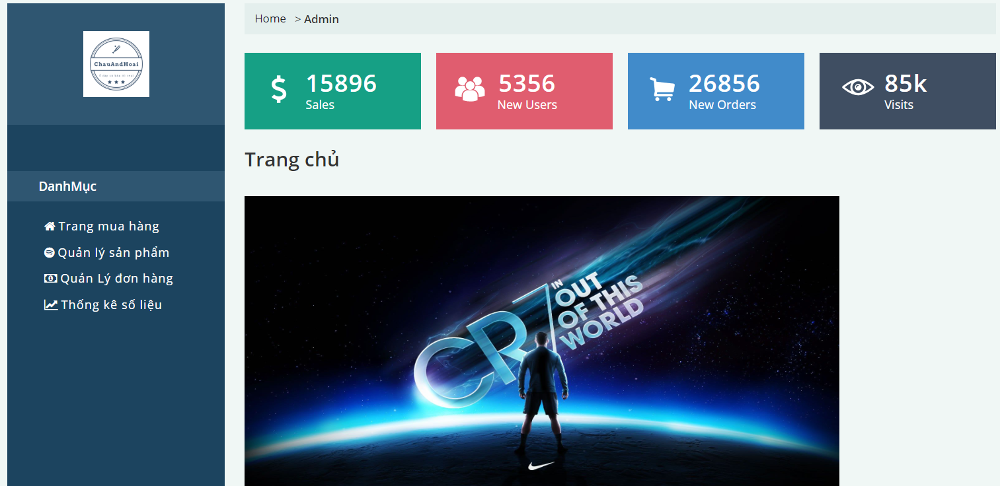 ChauAndHoai
Home > Admin
15896
Sales
5356
New Users
26856
New Orders
85k
Visits
DanhMục
Trang mua hàng
Quản lý sản phẩm
Quản Lý đơn hàng
Thống kê số liệu
Trang chủ
CR7
IN
OUT
OF THIS
WORLD